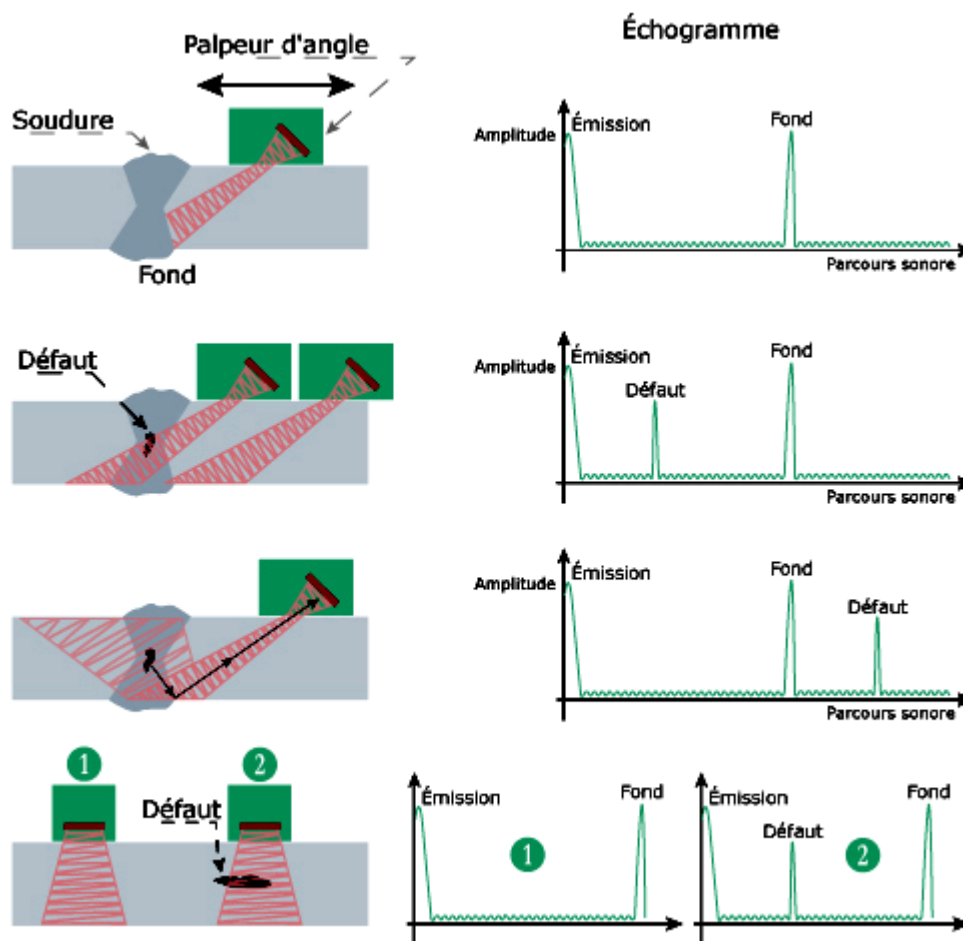 Échogramme
Palpeur d'angle
Soudure
Fond
Amplitude
Émission
Fond
Parcours sonore
Défaut
Amplitude
Émission
Défaut
Fond
Parcours sonore
Amplitude
Émission
Fond
Défaut
Parcours sonore
1
2
Défaut
Émission
Fond
1
Émission
Défaut
Fond
2